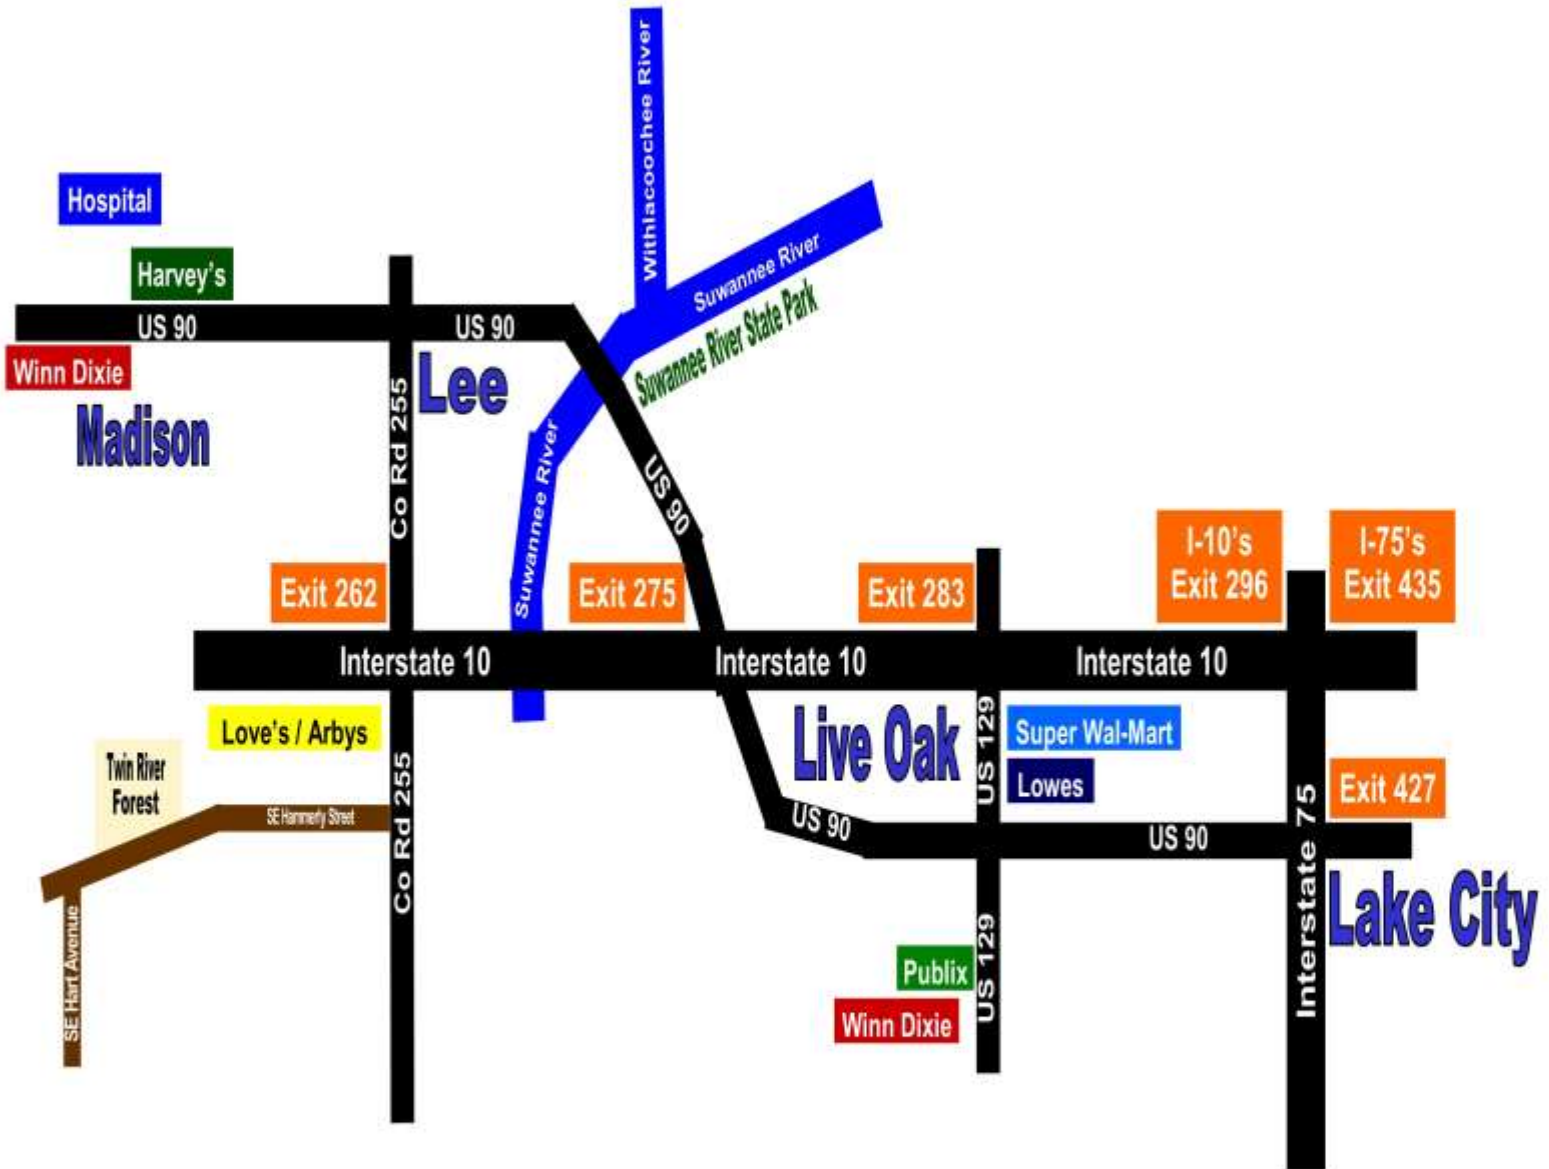 Withlacoochee River
Hospital
Suwannee River
Harvey's
Suwannee River State Park
US 90
US 90
Winn Dixie
Lee
Madison
Co Rd 255
Suwannee River
US 90
Exit 262
Exit 275
Exit 283
I-10's
Exit 296
I-75's
Exit 435
Interstate 10
Interstate 10
Interstate 10
Love's / Arbys
Live Oak
US 129
Super Wal-Mart
Twin River
Forest
Lowes
Exit 427
SE Hammerly Street
Co Rd 255
US 90
US 90
Interstate 75
Lake City
SE Hart Avenue
US 129
Publix
Winn Dixie